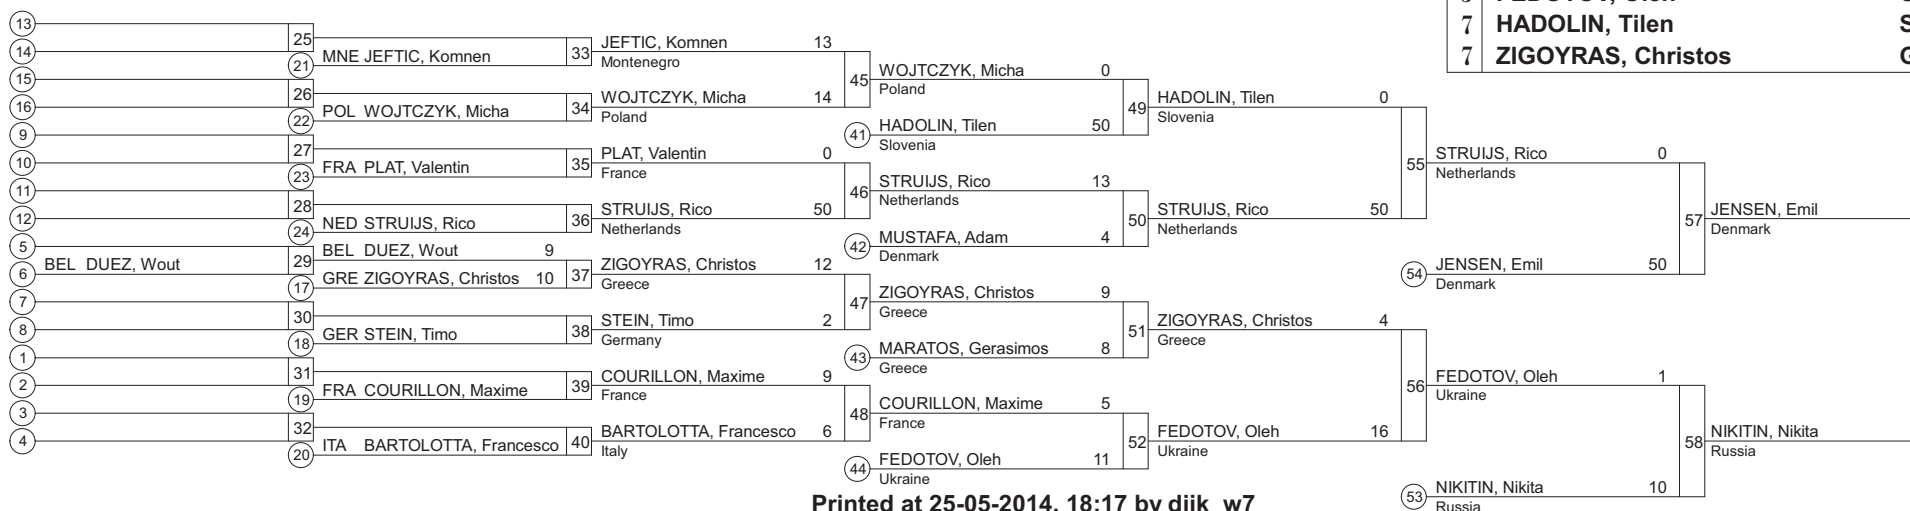 FEDOTOV, Oleh
7 HADOLIN, Tilen S
7 ZIGOYRAS, Christos G
13
25
14
MNE JEFTIC, Komnen
21
33
JEFTIC, Komnen 13
Montenegro
15
26
16
POL WOJTCZYK, Micha
22
34
WOJTCZYK, Micha 14
Poland
45
WOJTCZYK, Micha 0
Poland
9
27
10
FRA PLAT, Valentin
23
35
PLAT, Valentin 0
France
41
HADOLIN, Tilen 50
Slovenia
49
HADOLIN, Tilen 0
Slovenia
11
28
12
NED STRUIJS, Rico
24
36
STRUIJS, Rico 50
Netherlands
46
STRUIJS, Rico 13
Netherlands
42
MUSTAFA, Adam 4
Denmark
50
STRUIJS, Rico 50
Netherlands
55
STRUIJS, Rico 0
Netherlands
54
JENSEN, Emil 50
Denmark
57
JENSEN, Emil
Denmark
5
6
BEL DUEZ, Wout
29
BEL DUEZ, Wout 9
17
GRE ZIGOYRAS, Christos 10
37
ZIGOYRAS, Christos 12
Greece
7
30
8
GER STEIN, Timo
18
38
STEIN, Timo 2
Germany
47
ZIGOYRAS, Christos 9
Greece
43
MARATOS, Gerasimos 8
Greece
51
ZIGOYRAS, Christos 4
Greece
1
31
2
FRA COURILLON, Maxime
19
39
COURILLON, Maxime 9
France
3
32
4
ITA BARTOLOTTA, Francesco
20
40
BARTOLOTTA, Francesco 6
Italy
48
COURILLON, Maxime 5
France
44
FEDOTOV, Oleh 11
Ukraine
52
FEDOTOV, Oleh 16
Ukraine
56
FEDOTOV, Oleh 1
Ukraine
53
NIKITIN, Nikita 10
Russia
58
NIKITIN, Nikita
Russia
Printed at 25-05-2014, 18:17 by dijk_w7